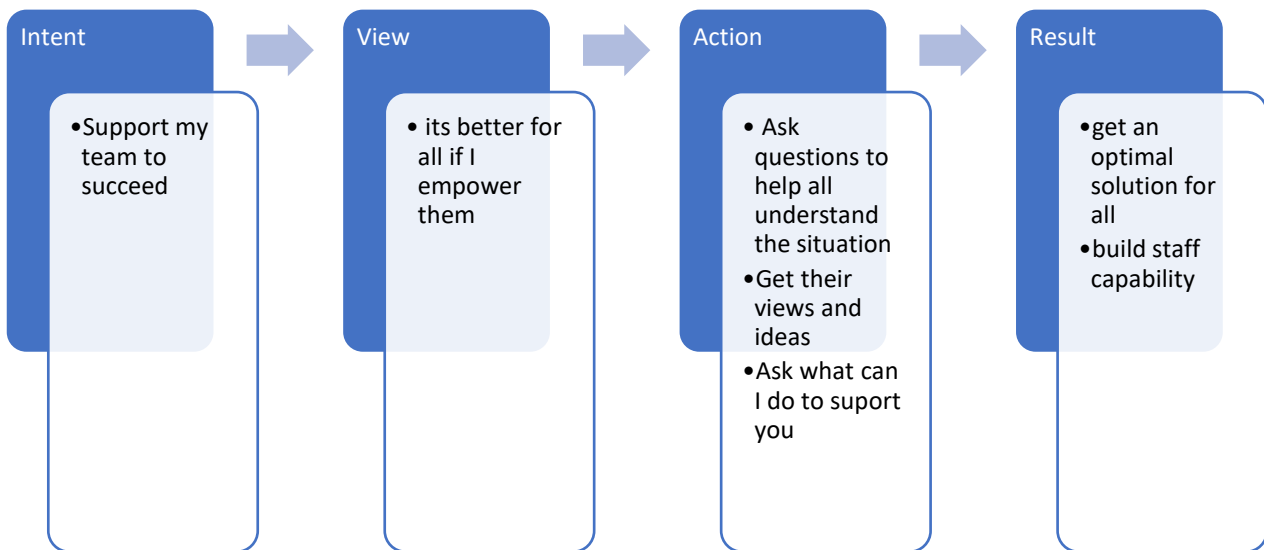 Intent
•Support my
team to
succeed
View
• its better for
all if I
empower
them
Action
• Ask
questions to
help all
understand
the situation
•Get their
views and
ideas
•Ask what can
I do to suport
you
Result
•get an
optimal
solution for
all
•build staff
capability